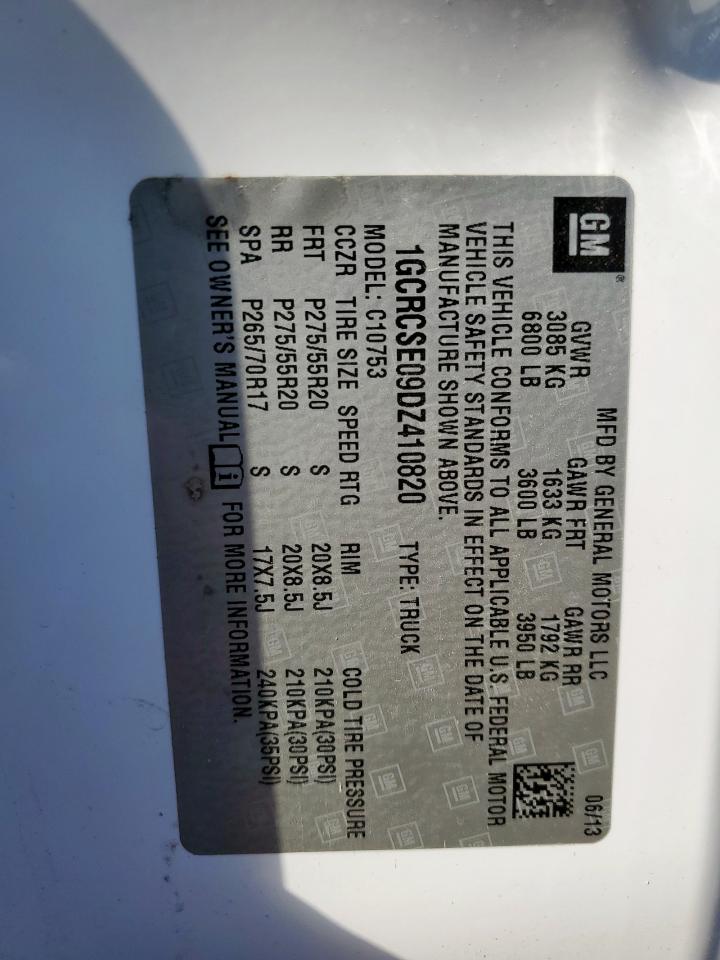 GM®
MFD BY GENERAL MOTORS LLC 06/13
GVWR GAWR FRT GAWR RR
3085 KG 1633 KG 1792 KG
6800 LB 3600 LB 3950 LB
THIS VEHICLE CONFORMS TO ALL APPLICABLE U.S. FEDERAL MOTOR
VEHICLE SAFETY STANDARDS IN EFFECT ON THE DATE OF
MANUFACTURE SHOWN ABOVE.
1GCRCSE09DZ410820 TYPE: TRUCK
MODEL: C10753
CCZR TIRE SIZE SPEED RTG RIM COLD TIRE PRESSURE
FRT P275/55R20 S 20X8.5J 210KPA(30PSI)
RR P275/55R20 S 20X8.5J 210KPA(30PSI)
SPA P265/70R17 S 17X7.5J 240KPA(35PSI)
SEE OWNER'S MANUAL i FOR MORE INFORMATION.